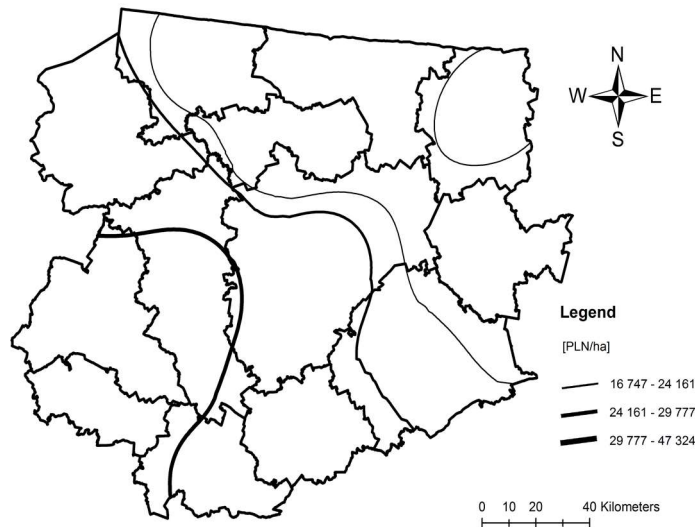 N
W E
S
Legend
[PLN/ha]
16 747 - 24 161
24 161 - 29 777
29 777 - 47 324
0 10 20 40 Kilometers